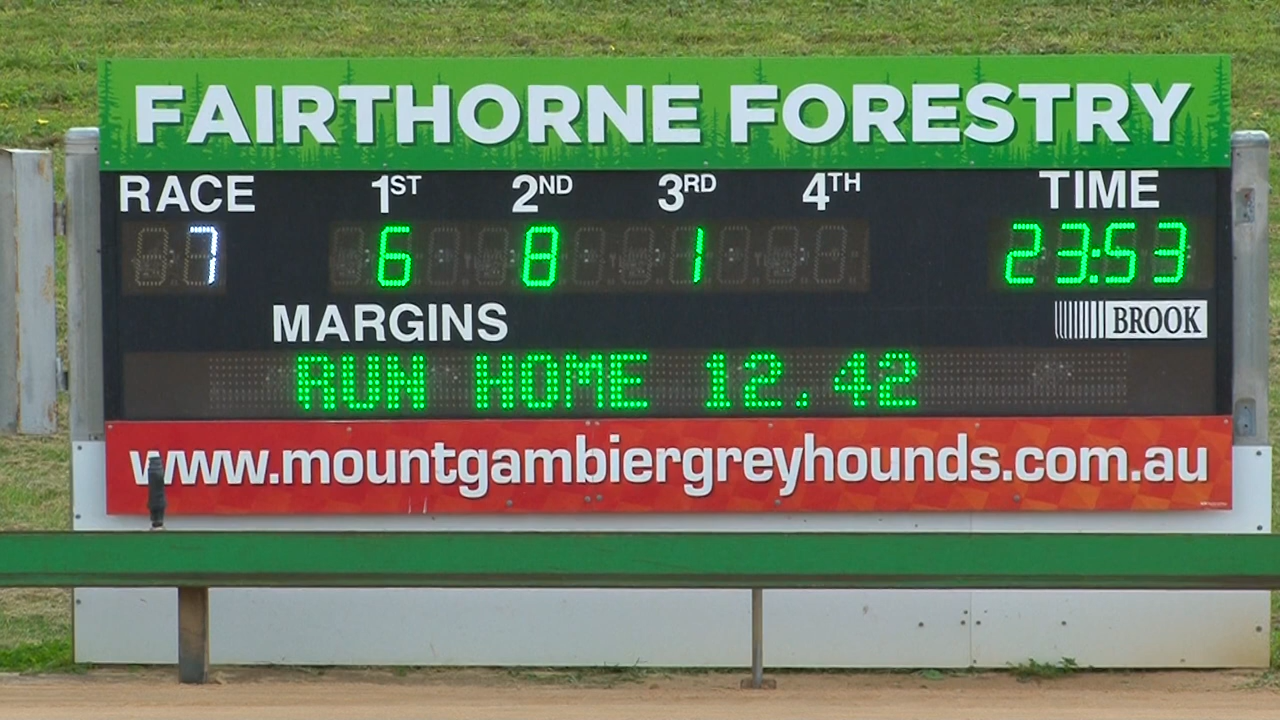 FAIRTHORNE FORESTRY
RACE 1ST 2ND 3RD 4TH TIME
7 6 8 1 23:53
MARGINS BROOK
RUN HOME 12.42
www.mountgambiergreyhounds.com.au